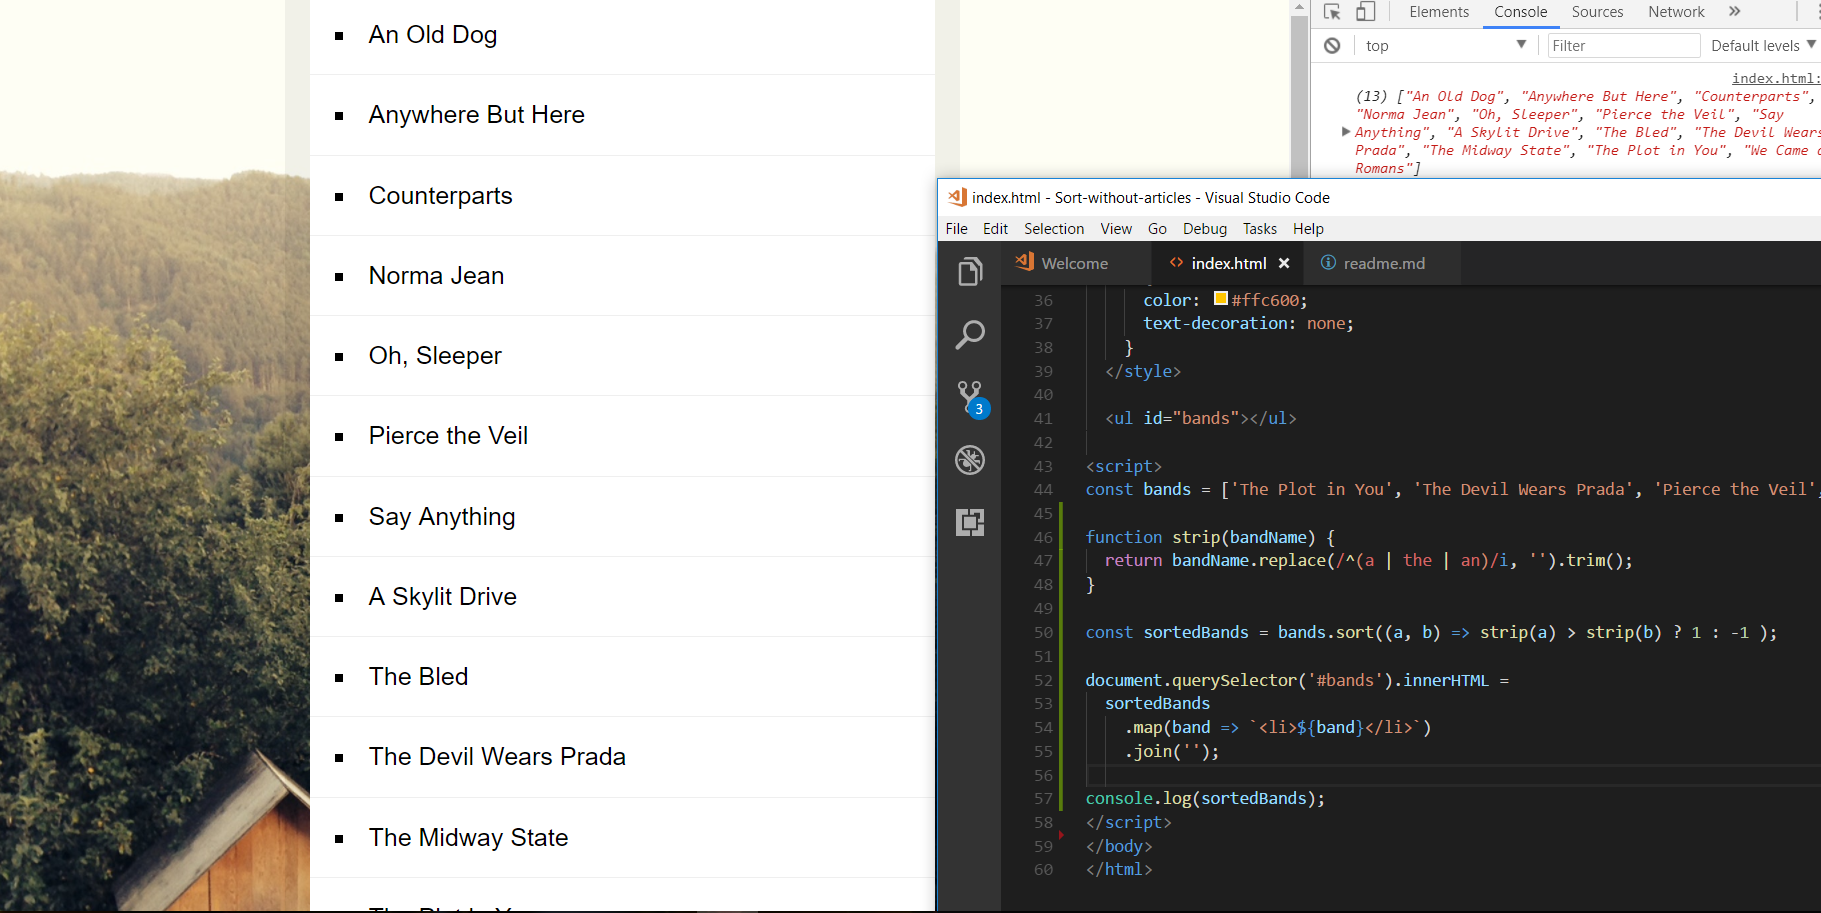 An Old Dog
Anywhere But Here
Counterparts
Norma Jean
Oh, Sleeper
Pierce the Veil
Say Anything
A Skylit Drive
The Bled
The Devil Wears Prada
The Midway State
Elements Console Sources Network »
top Filter Default levels
index.html:
(13) ["An Old Dog", "Anywhere But Here", "Counterparts",
"Norma Jean", "Oh, Sleeper", "Pierce the Veil", "Say
Anything", "A Skylit Drive", "The Bled", "The Devil Wears
Prada", "The Midway State", "The Plot in You", "We Came
Romans"]
index.html - Sort-without-articles - Visual Studio Code
File Edit Selection View Go Debug Tasks Help
Welcome <> index.html × readme.md
3
36 color: #ffc600;
37 text-decoration: none;
38 }
39 </style>
40
41 <ul id="bands"></ul>
42
43 <script>
44 const bands = ['The Plot in You', 'The Devil Wears Prada', 'Pierce the Veil',
45
46 function strip(bandName) {
47 return bandName.replace(/^(a | the | an)/i, '').trim();
48 }
49
50 const sortedBands = bands.sort((a, b) => strip(a) > strip(b) ? 1 : -1 );
51
52 document.querySelector('#bands').innerHTML =
53 sortedBands
54 .map(band => `<li>${band}</li>`)
55 .join('');
56
57 console.log(sortedBands);
58 </script>
59 </body>
60 </html>